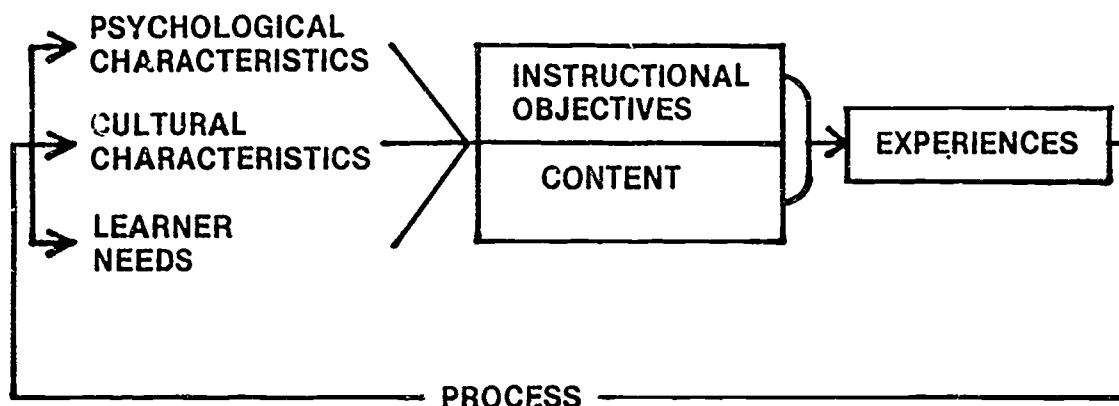 PSYCHOLOGICAL
CHARACTERISTICS
CULTURAL
CHARACTERISTICS
LEARNER
NEEDS
INSTRUCTIONAL
OBJECTIVES
CONTENT
EXPERIENCES
PROCESS